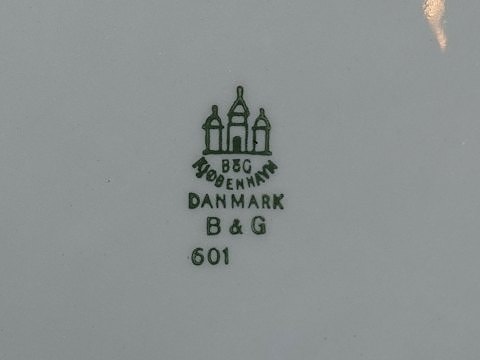 B&G
KJØBENHAVN
DANMARK
B & G
601